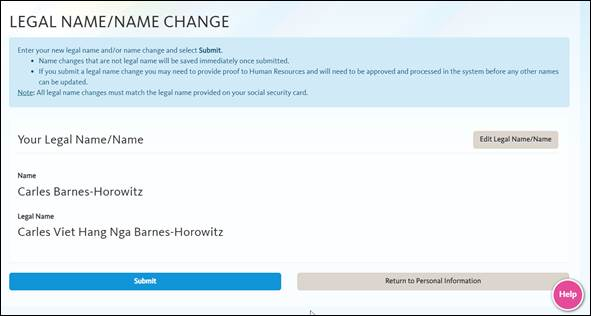 LEGAL NAME/NAME CHANGE
Enter your new legal name and/or name change and select Submit.
• Name changes that are not legal name will be saved immediately once submitted.
• If you submit a legal name change you may need to provide proof to Human Resources and will need to be approved and processed in the system before any other names
can be updated.
Note: All legal name changes must match the legal name provided on your social security card.
Your Legal Name/Name
Edit Legal Name/Name
Name
Carles Barnes-Horowitz
Legal Name
Carles Viet Hang Nga Barnes-Horowitz
Submit
Return to Personal Information
Help